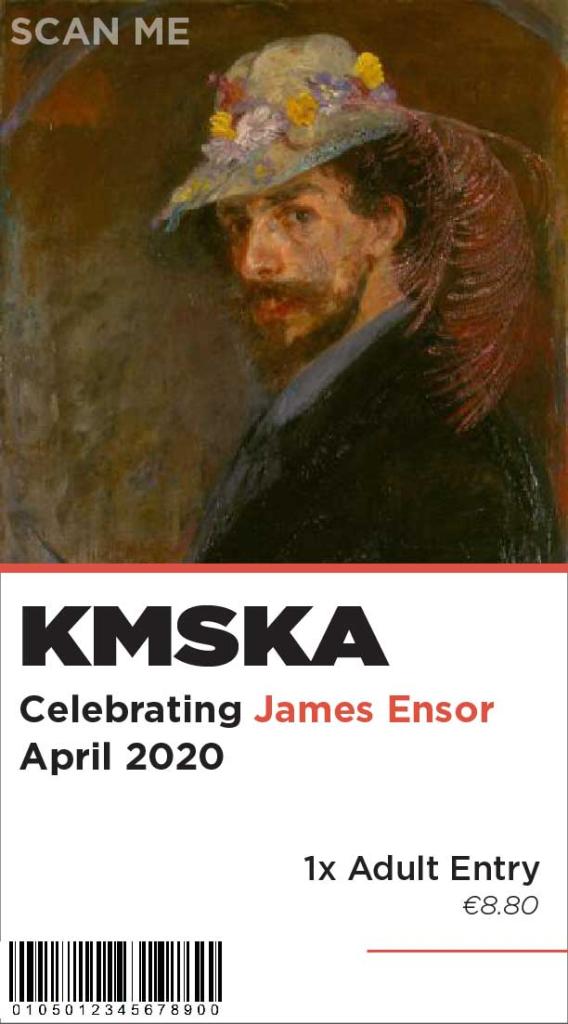 SCAN ME
KMSKA
Celebrating James Ensor
April 2020
1x Adult Entry
€8.80
0105012345678900